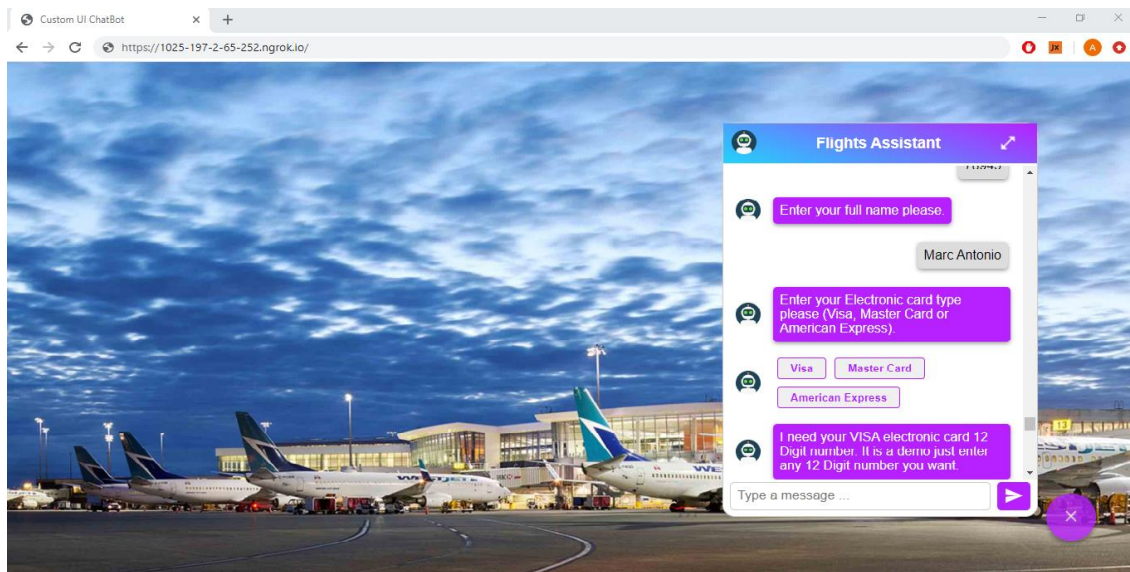 Custom UI ChatBot
https://1025-197-2-65-252.ngrok.io/
JX
A
Flights Assistant
Enter your full name please.
Marc Antonio
Enter your Electronic card type
please (Visa, Master Card or
American Express).
Visa
Master Card
American Express
I need your VISA electronic card 12
Digit number. It is a demo just enter
any 12 Digit number you want.
Type a message ...
13